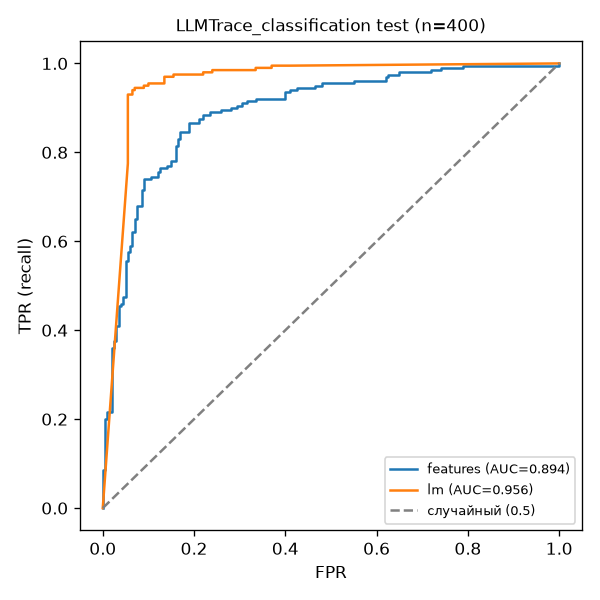 LLMTrace_classification test (n=400)
TPR (recall)
1.0
0.8
0.6
0.4
0.2
0.0
0.0 0.2 0.4 0.6 0.8 1.0
FPR
features (AUC=0.894)
lm (AUC=0.956)
случайный (0.5)